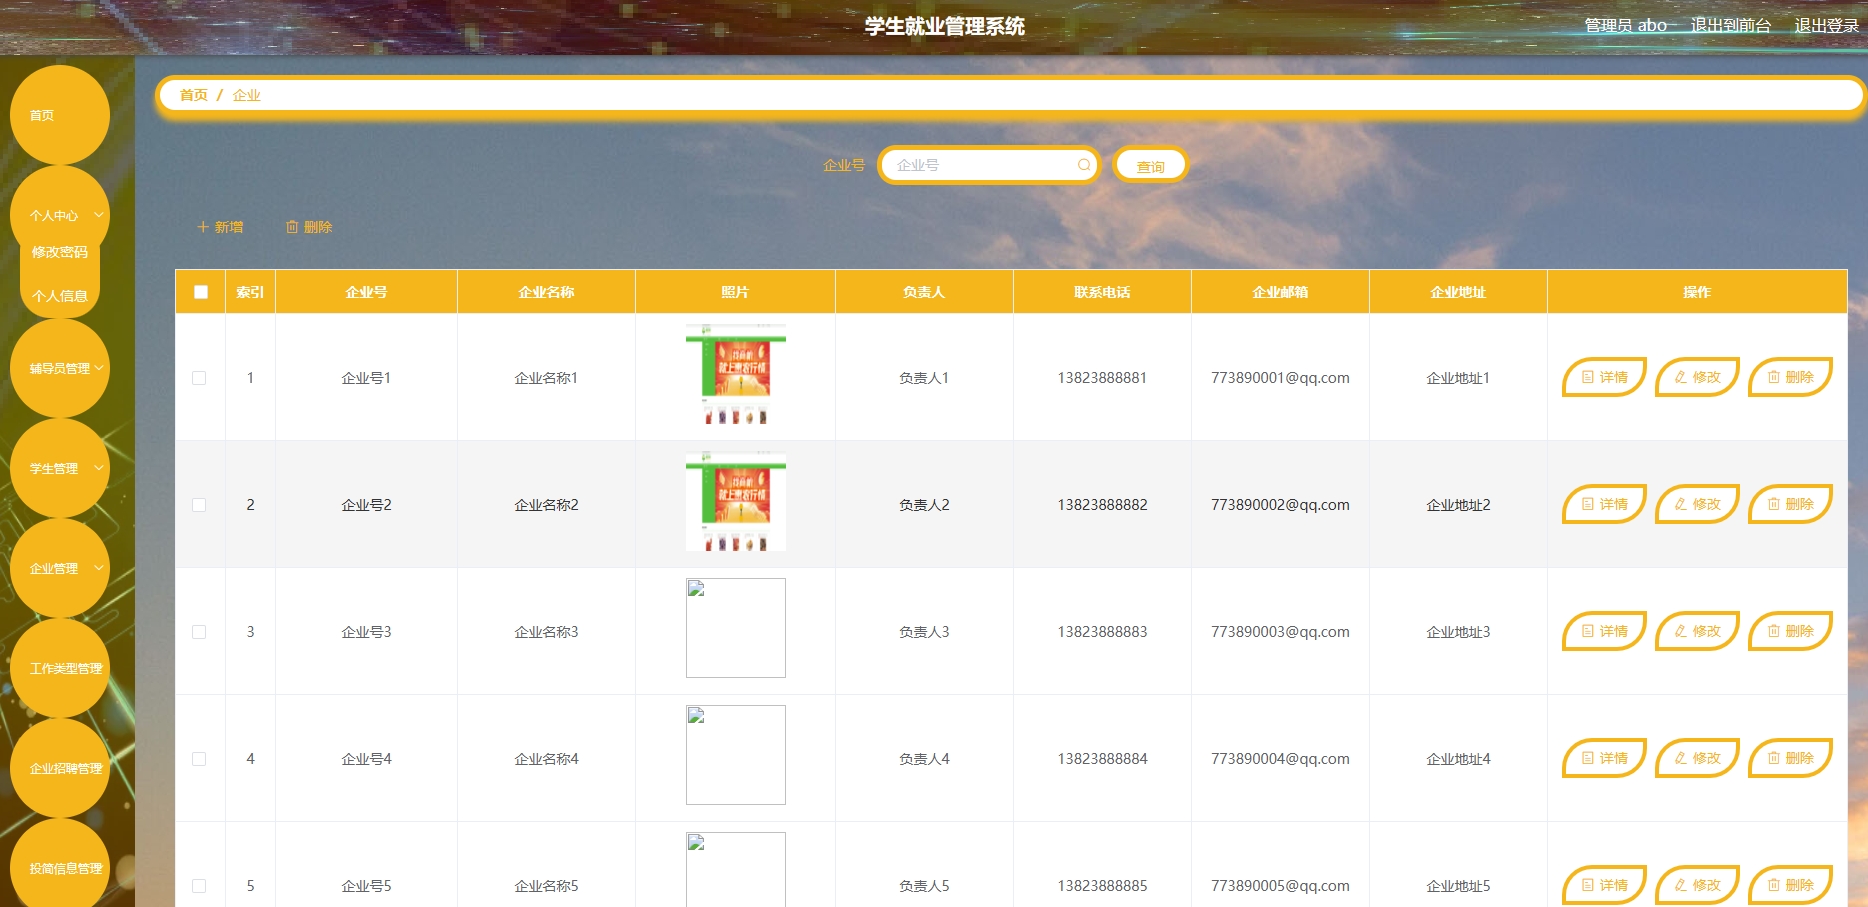 学生就业管理系统
管理员 abo 退出到前台 退出登录
首页
个人中心
修改密码
个人信息
辅导员管理
学生管理
企业管理
工作类型管理
企业招聘管理
投简信息管理
首页 / 企业
企业号 企业号 查询
新增 删除
索引 企业号 企业名称 照片 负责人 联系电话 企业邮箱 企业地址 操作
1 企业号1 企业名称1 负责人1 13823888881 773890001@qq.com 企业地址1 详情 修改 删除
2 企业号2 企业名称2 负责人2 13823888882 773890002@qq.com 企业地址2 详情 修改 删除
3 企业号3 企业名称3 负责人3 13823888883 773890003@qq.com 企业地址3 详情 修改 删除
4 企业号4 企业名称4 负责人4 13823888884 773890004@qq.com 企业地址4 详情 修改 删除
5 企业号5 企业名称5 负责人5 13823888885 773890005@qq.com 企业地址5 详情 修改 删除